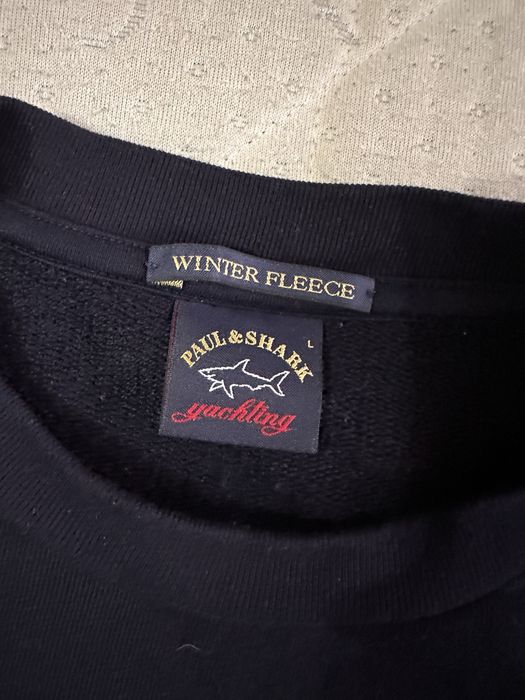 WINTER FLEECE
L
PAUL & SHARK
yachting